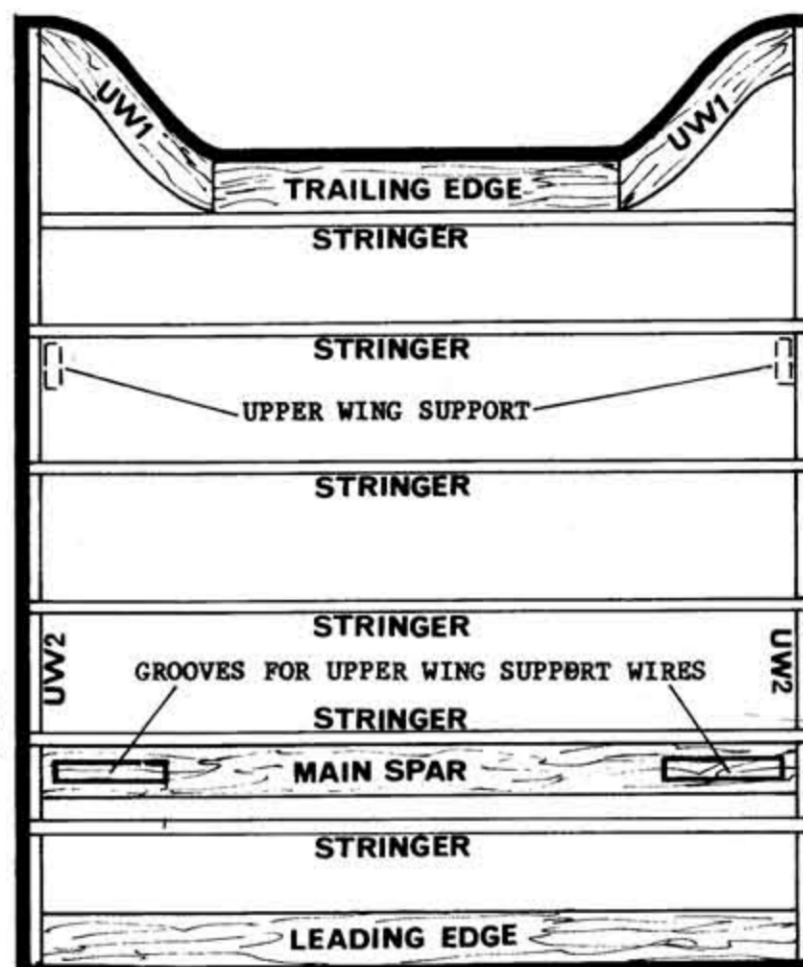 UW1
UW1
TRAILING EDGE
STRINGER
STRINGER
UPPER WING SUPPORT
STRINGER
STRINGER
UW2
UW2
GROOVES FOR UPPER WING SUPPORT WIRES
STRINGER
MAIN SPAR
STRINGER
LEADING EDGE